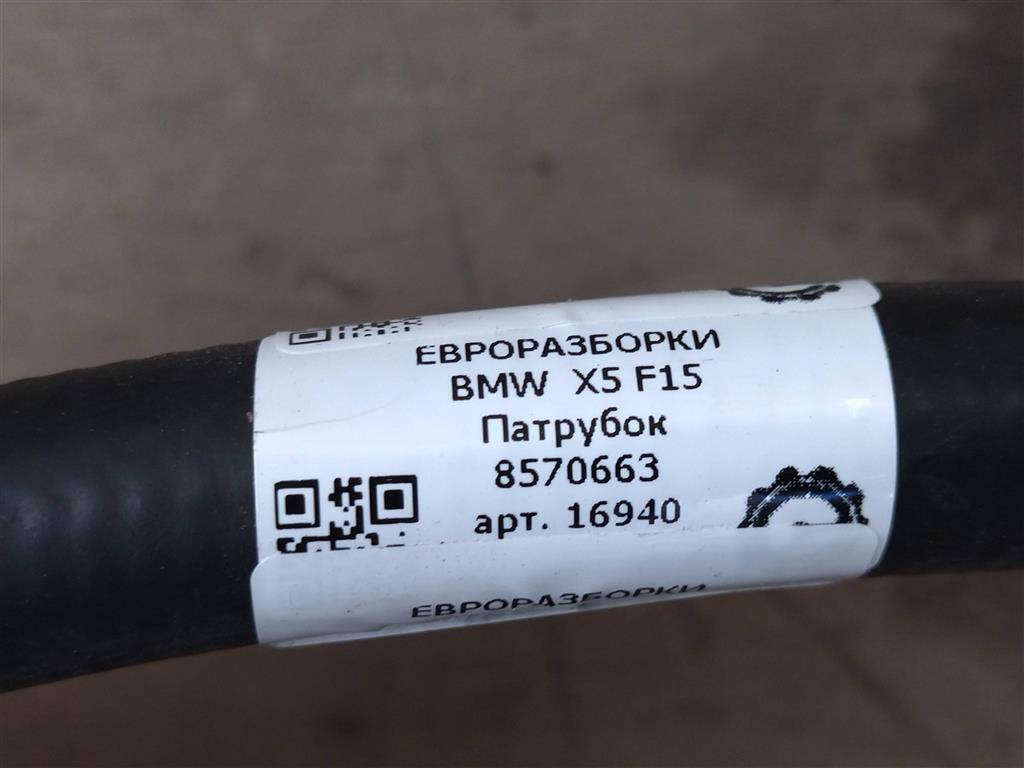 ЕВРОРАЗБОРКИ
BMW X5 F15
Патрубок
8570663
арт. 16940
ЕВРОРАЗБОРКИ